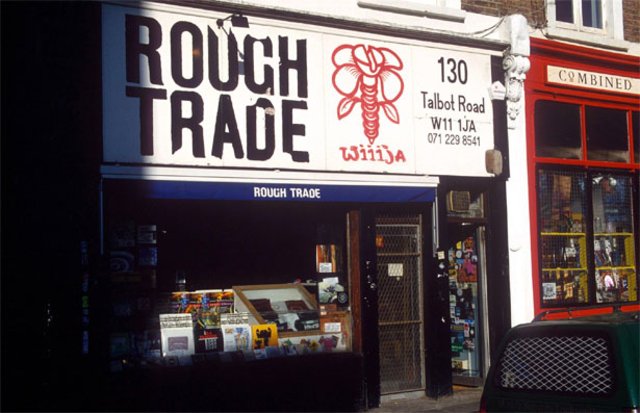 ROUGH
TRADE
WiiijA
130
Talbot Road
W11 1JA
071 229 8541
ROUGH TRADE
COMBINED